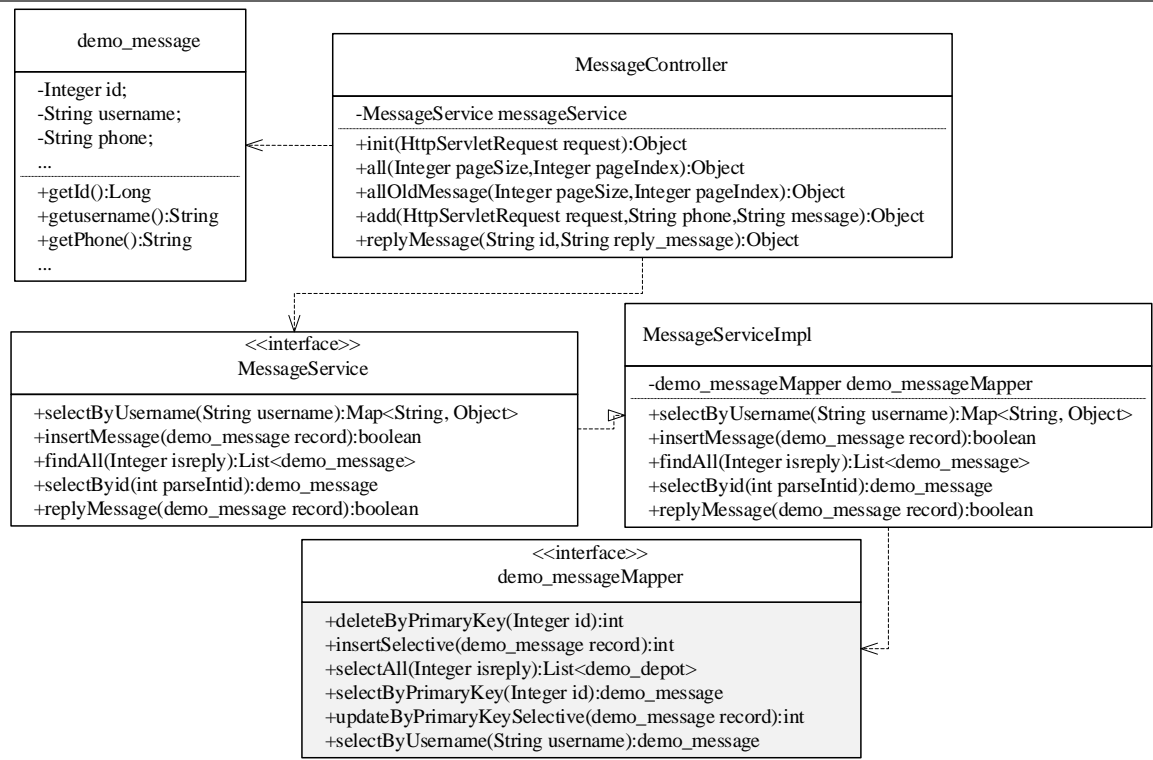 demo_message
-Integer id;
-String username;
-String phone;
...
+getId():Long
+getusername():String
+getPhone():String
...
MessageController
-MessageService messageService
+init(HttpServletRequest request):Object
+all(Integer pageSize,Integer pageIndex):Object
+allOldMessage(Integer pageSize,Integer pageIndex):Object
+add(HttpServletRequest request,String phone,String message):Object
+replyMessage(String id,String reply_message):Object
<<interface>>
MessageService
+selectByUsername(String username):Map<String, Object>
+insertMessage(demo_message record):boolean
+findAll(Integer isreply):List<demo_message>
+selectByid(int parseIntid):demo_message
+replyMessage(demo_message record):boolean
MessageServiceImpl
-demo_messageMapper demo_messageMapper
+selectByUsername(String username):Map<String, Object>
+insertMessage(demo_message record):boolean
+findAll(Integer isreply):List<demo_message>
+selectByid(int parseIntid):demo_message
+replyMessage(demo_message record):boolean
<<interface>>
demo_messageMapper
+deleteByPrimaryKey(Integer id):int
+insertSelective(demo_message record):int
+selectAll(Integer isreply):List<demo_depot>
+selectByPrimaryKey(Integer id):demo_message
+updateByPrimaryKeySelective(demo_message record):int
+selectByUsername(String username):demo_message